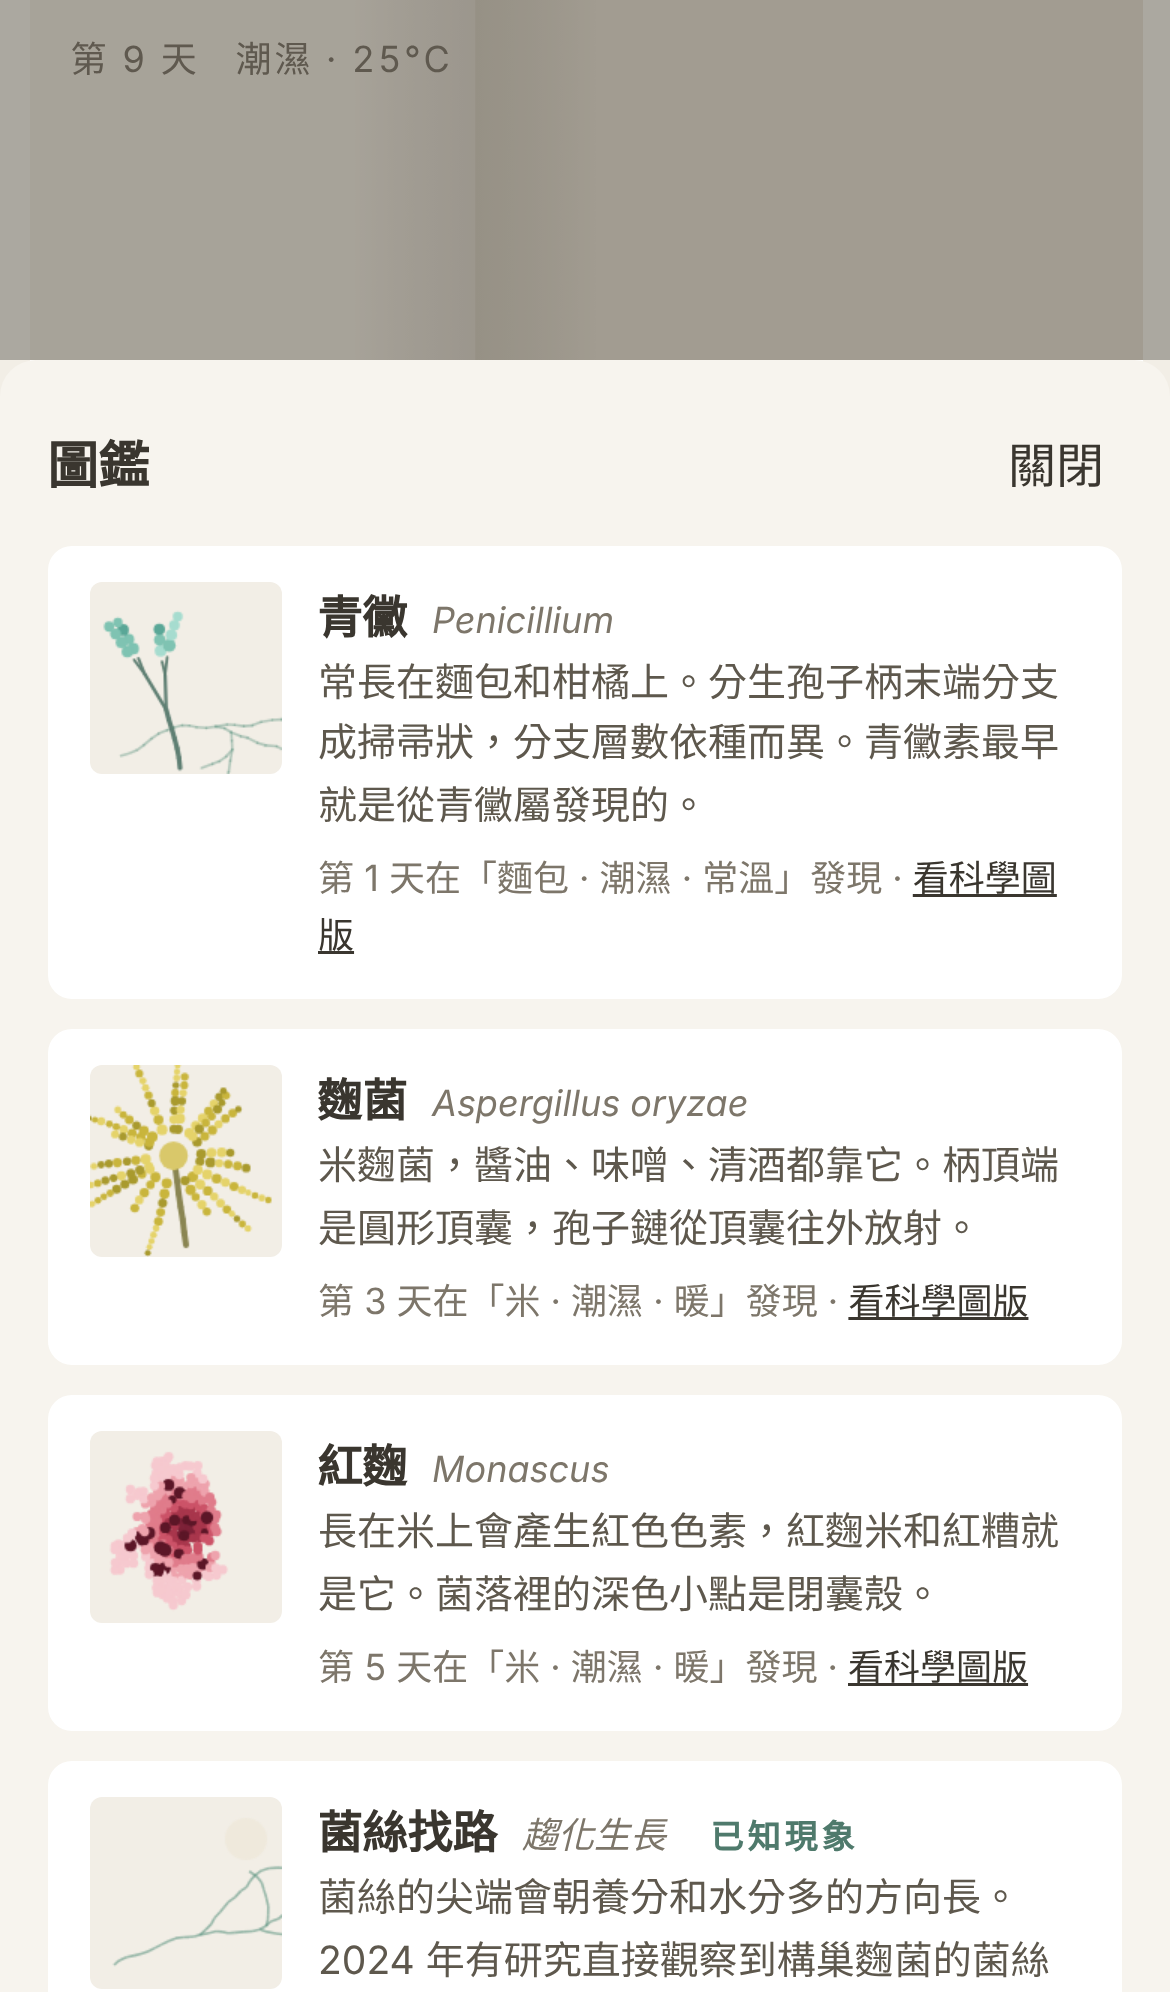 第 9 天 潮濕 · 25°C
圖鑑
關閉
青黴 Penicillium
常長在麵包和柑橘上。分生孢子柄末端分支
成掃帚狀，分支層數依種而異。青黴素最早
就是從青黴屬發現的。
第 1 天在「麵包 · 潮濕 · 常溫」發現 · 看科學圖
版
麴菌 Aspergillus oryzae
米麴菌，醬油、味噌、清酒都靠它。柄頂端
是圓形頂囊，孢子鏈從頂囊往外放射。
第 3 天在「米 · 潮濕 · 暖」發現 · 看科學圖版
紅麴 Monascus
長在米上會產生紅色色素，紅麴米和紅糟就
是它。菌落裡的深色小點是閉囊殼。
第 5 天在「米 · 潮濕 · 暖」發現 · 看科學圖版
菌絲找路 趨化生長 已知現象
菌絲的尖端會朝養分和水分多的方向長。
2024 年有研究直接觀察到構巢麴菌的菌絲